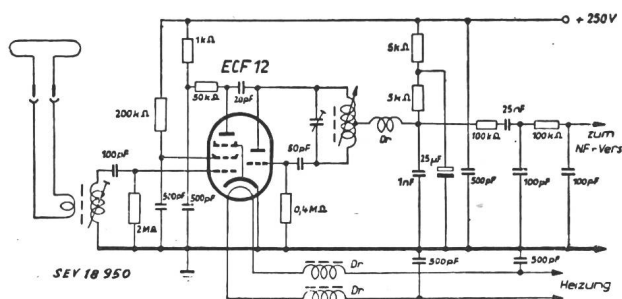 + 250V
1kΩ
ECF 12
5kΩ
50kΩ
20pF
5kΩ
200kΩ
25nF
100kΩ
100kΩ
zum
NF-Vers
Dr
60pF
100pF
25µF
1nF
500pF
100pF
100pF
2MΩ
500pF
500pF
0,4MΩ
SEV 18 950
Dr
500pF
500pF
Heizung
Dr